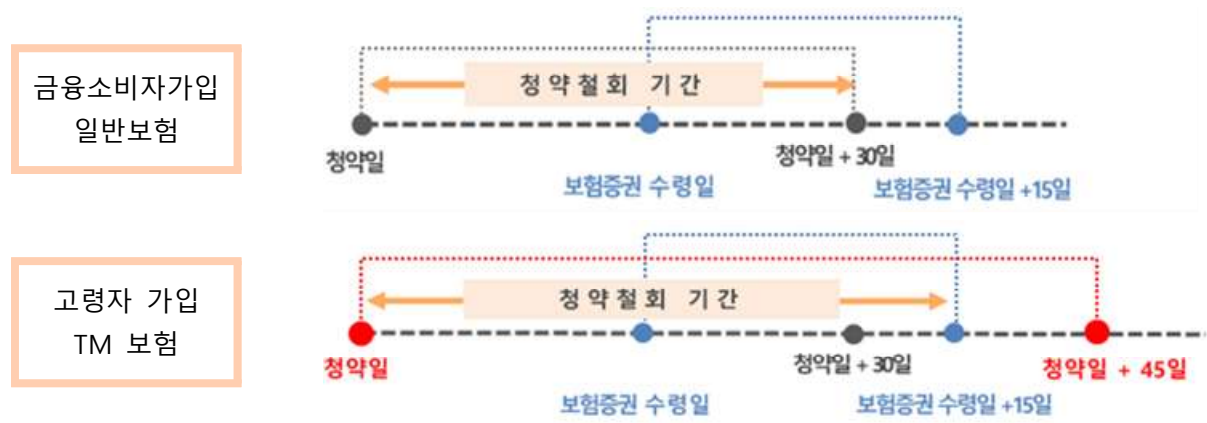 금융소비자가입
일반보험
청약철회 기간
청약일
청약일 + 30일
보험증권 수령일
보험증권 수령일 +15일
고령자 가입
TM 보험
청약철회 기간
청약일
청약일 + 30일
청약일 + 45일
보험증권 수령일
보험증권 수령일 +15일